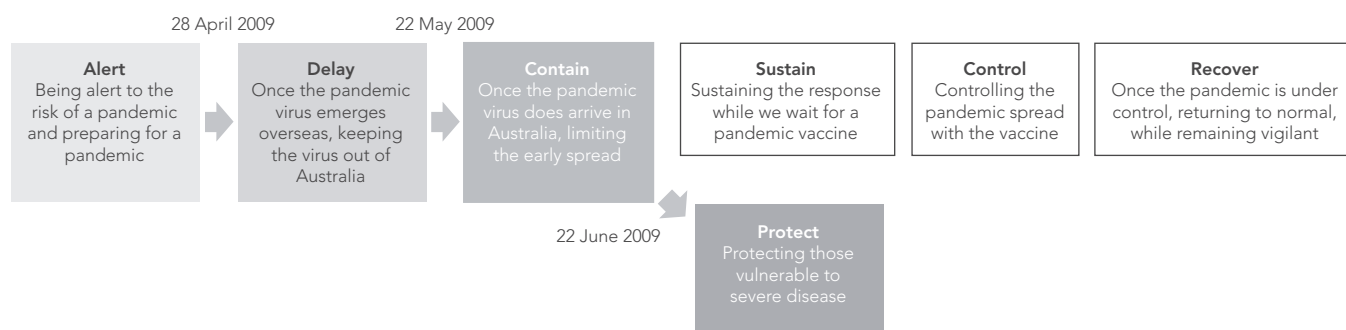 28 April 2009
22 May 2009
Alert
Being alert to the
risk of a pandemic
and preparing for a
pandemic
Delay
Once the pandemic
virus emerges
overseas, keeping
the virus out of
Australia
Contain
Once the pandemic
virus does arrive in
Australia, limiting
the early spread
Sustain
Sustaining the response
while we wait for a
pandemic vaccine
Control
Controlling the
pandemic spread
with the vaccine
Recover
Once the pandemic is under
control, returning to normal,
while remaining vigilant
22 June 2009
Protect
Protecting those
vulnerable to
severe disease